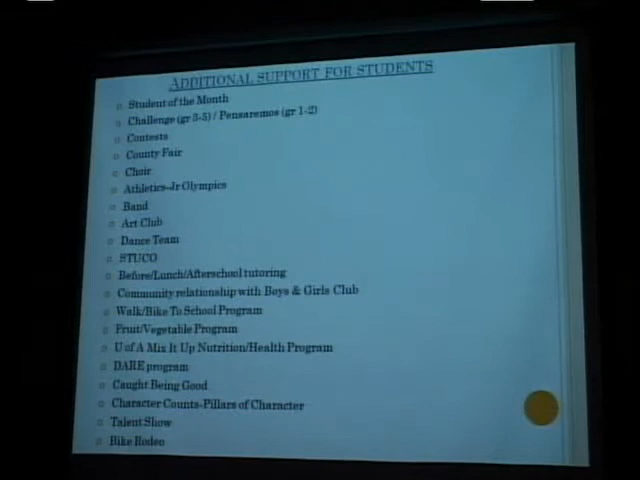 ADDITIONAL SUPPORT FOR STUDENTS
Student of the Month
Challenge (gr 3-5) / Pensaremos (gr 1-2)
Contests
County Fair
Choir
Athletics-Jr Olympics
Band
Art Club
Dance Team
STUCO
Before/Lunch/Afterschool tutoring
Community relationship with Boys & Girls Club
Walk/Bike To School Program
Fruit/Vegetable Program
U of A Mix It Up Nutrition/Health Program
DARE program
Caught Being Good
Character Counts-Pillars of Character
Talent Show
Bike Rodeo